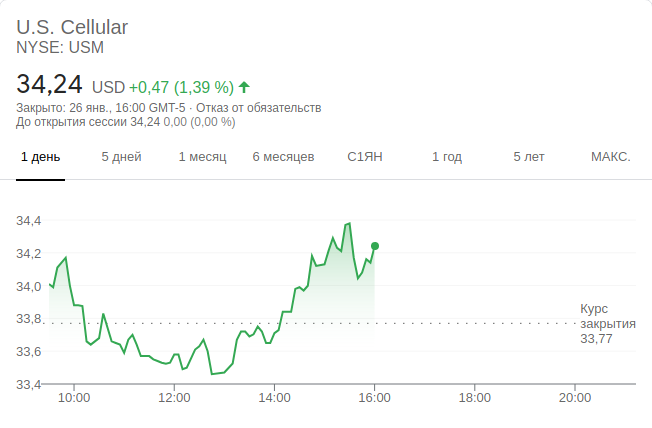 U.S. Cellular
NYSE: USM
34,24 USD +0,47 (1,39 %)
Закрыто: 26 янв., 16:00 GMT-5 · Отказ от обязательств
До открытия сессии 34,24 0,00 (0,00 %)
1 день 5 дней 1 месяц 6 месяцев С1ЯН 1 год 5 лет МАКС.
34,4
34,2
34,0
33,8
33,6
33,4
Курс
закрытия
33,77
10:00 12:00 14:00 16:00 18:00 20:00